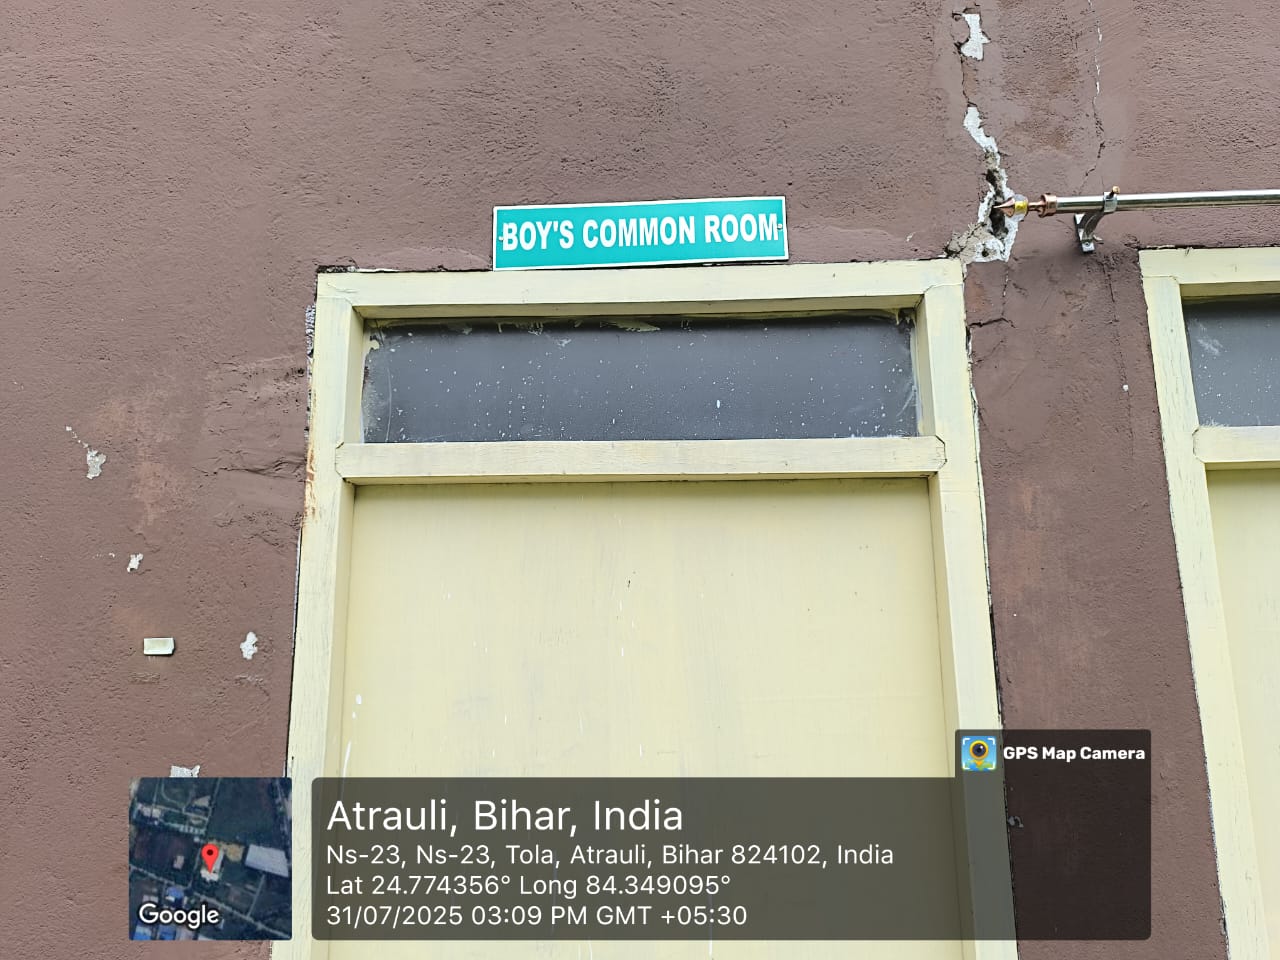 BOY'S COMMON ROOM
GPS Map Camera
Atrauli, Bihar, India
Ns-23, Ns-23, Tola, Atrauli, Bihar 824102, India
Lat 24.774356° Long 84.349095°
31/07/2025 03:09 PM GMT +05:30
Google